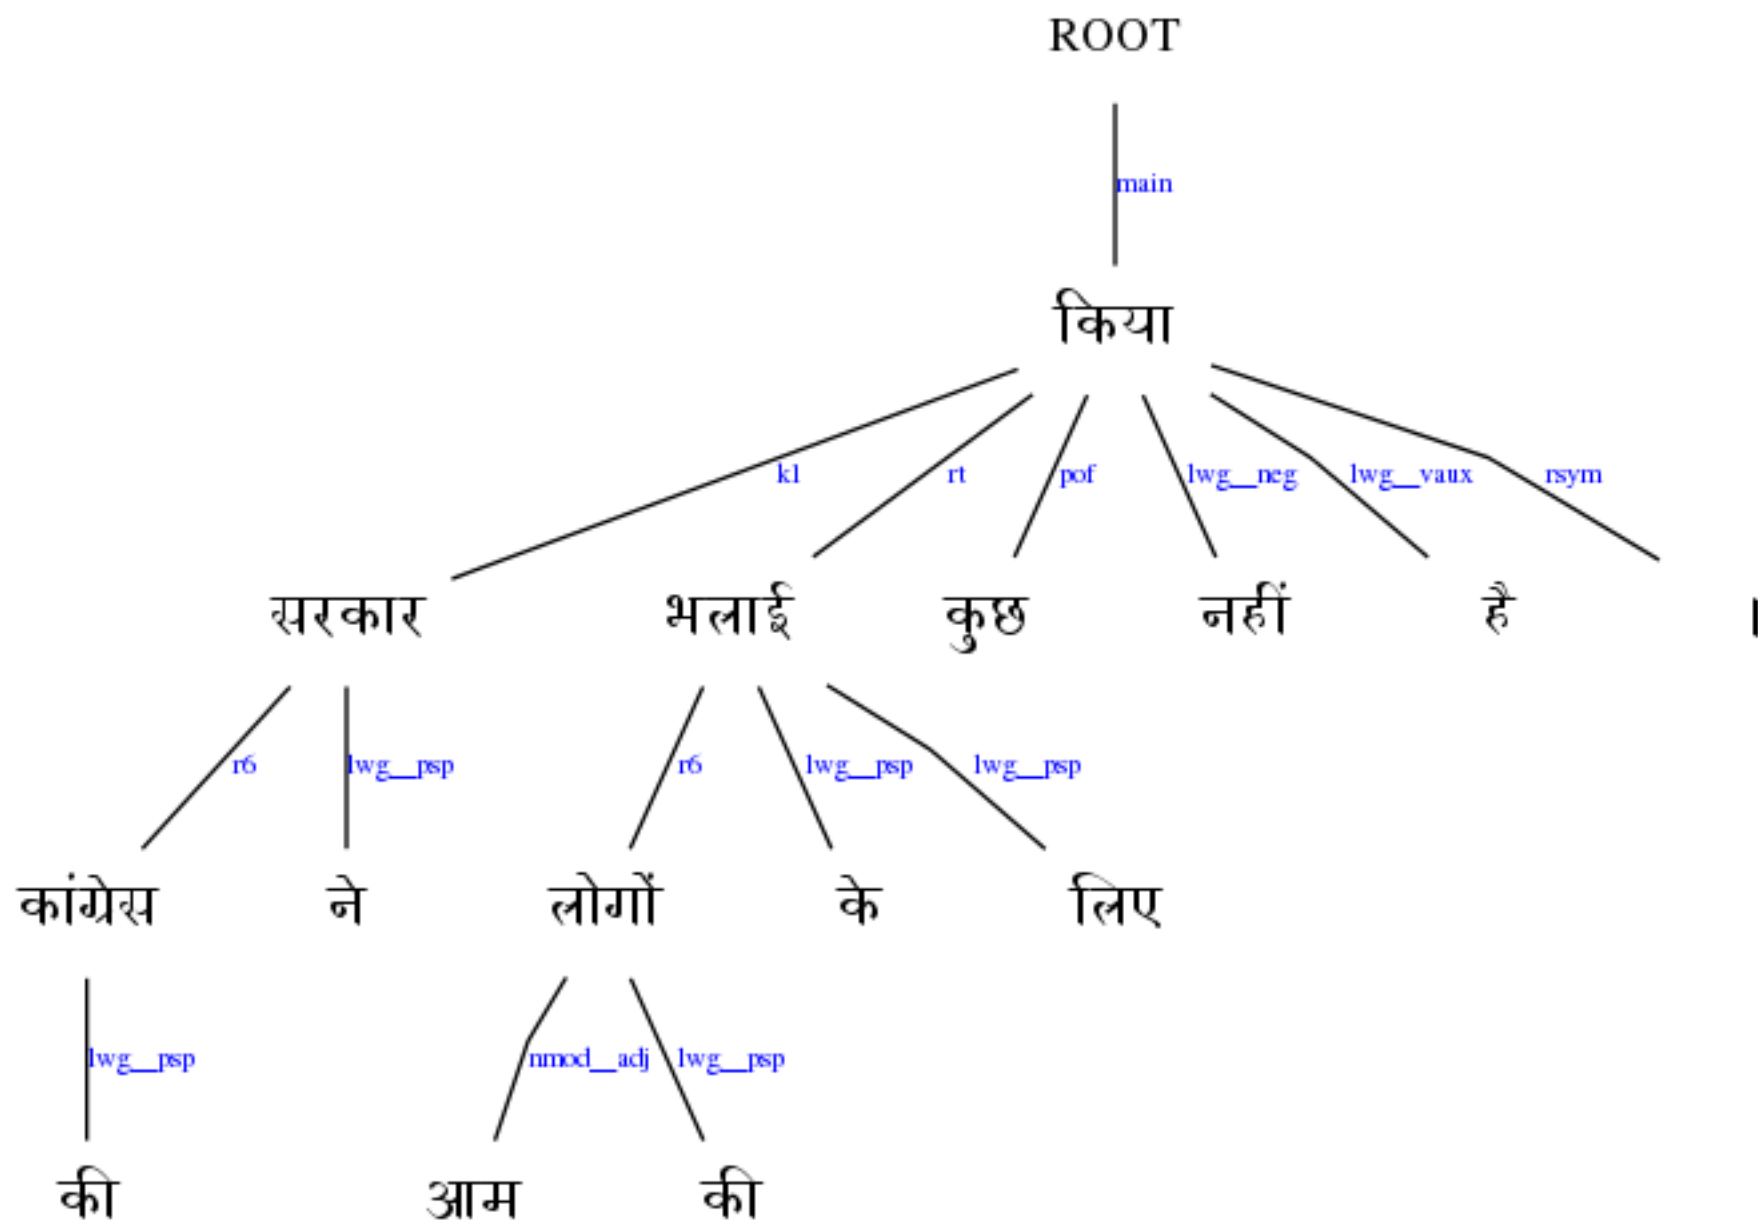 ROOT
main
किया
k1 rt pof lwg__neg lwg__vaux rsym
सरकार भलाई कुछ नहीं है ।
r6 lwg__psp r6 lwg__psp lwg__psp
कांग्रेस ने लोगों के लिए
lwg__psp nmod__adj lwg__psp
की आम की